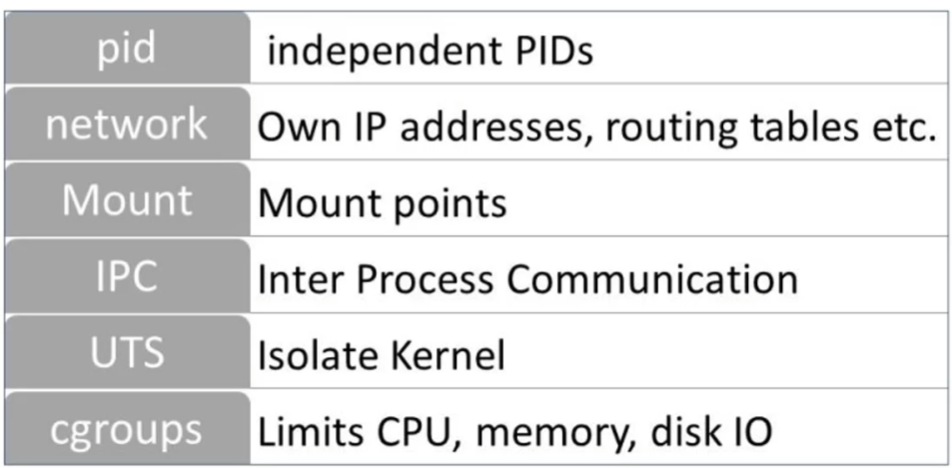 pid independent PIDs
network Own IP addresses, routing tables etc.
Mount Mount points
IPC Inter Process Communication
UTS Isolate Kernel
cgroups Limits CPU, memory, disk IO